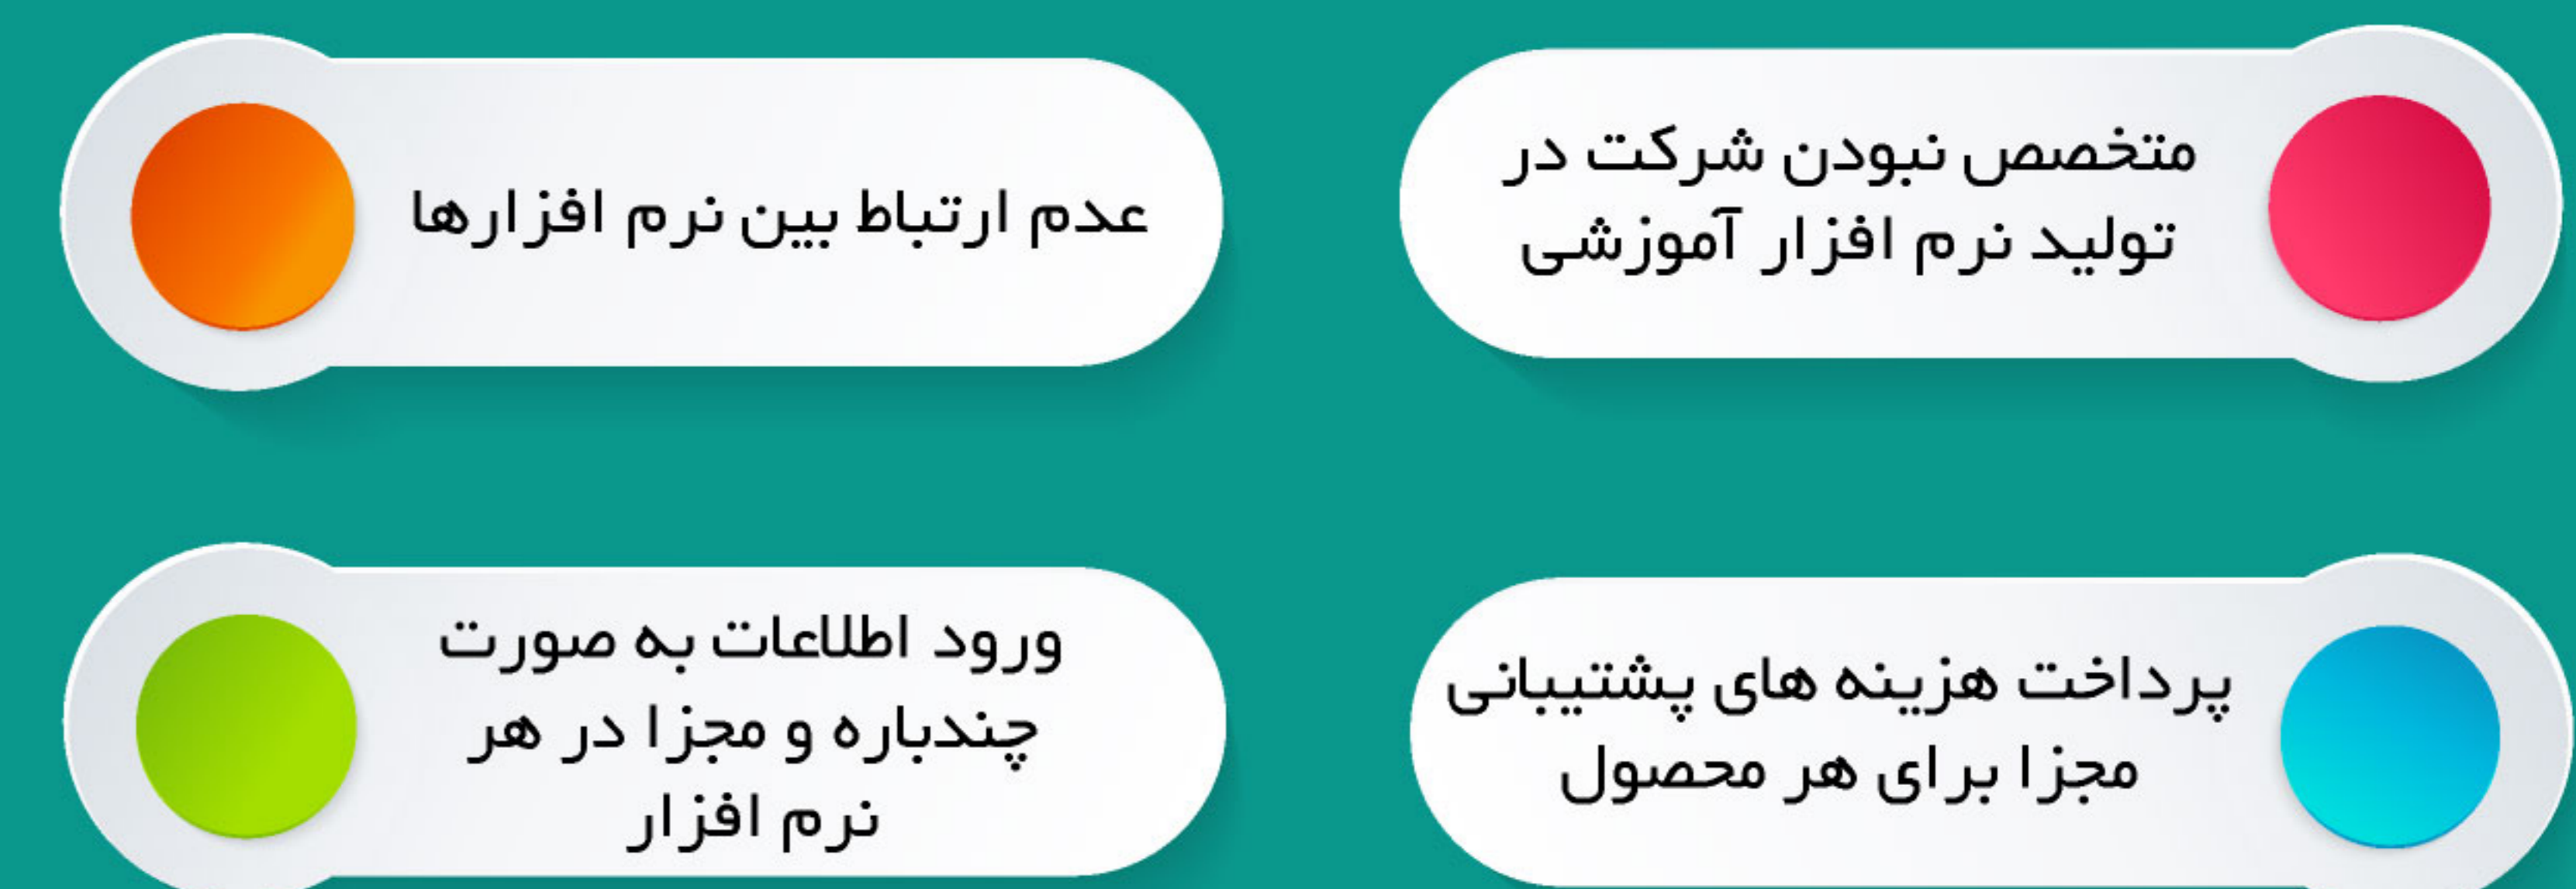 متخصص نبودن شرکت در
تولید نرم افزار آموزشی
عدم ارتباط بین نرم افزارها
پرداخت هزینه های پشتیبانی
مجزا برای هر محصول
ورود اطلاعات به صورت
چندباره و مجزا در هر
نرم افزار